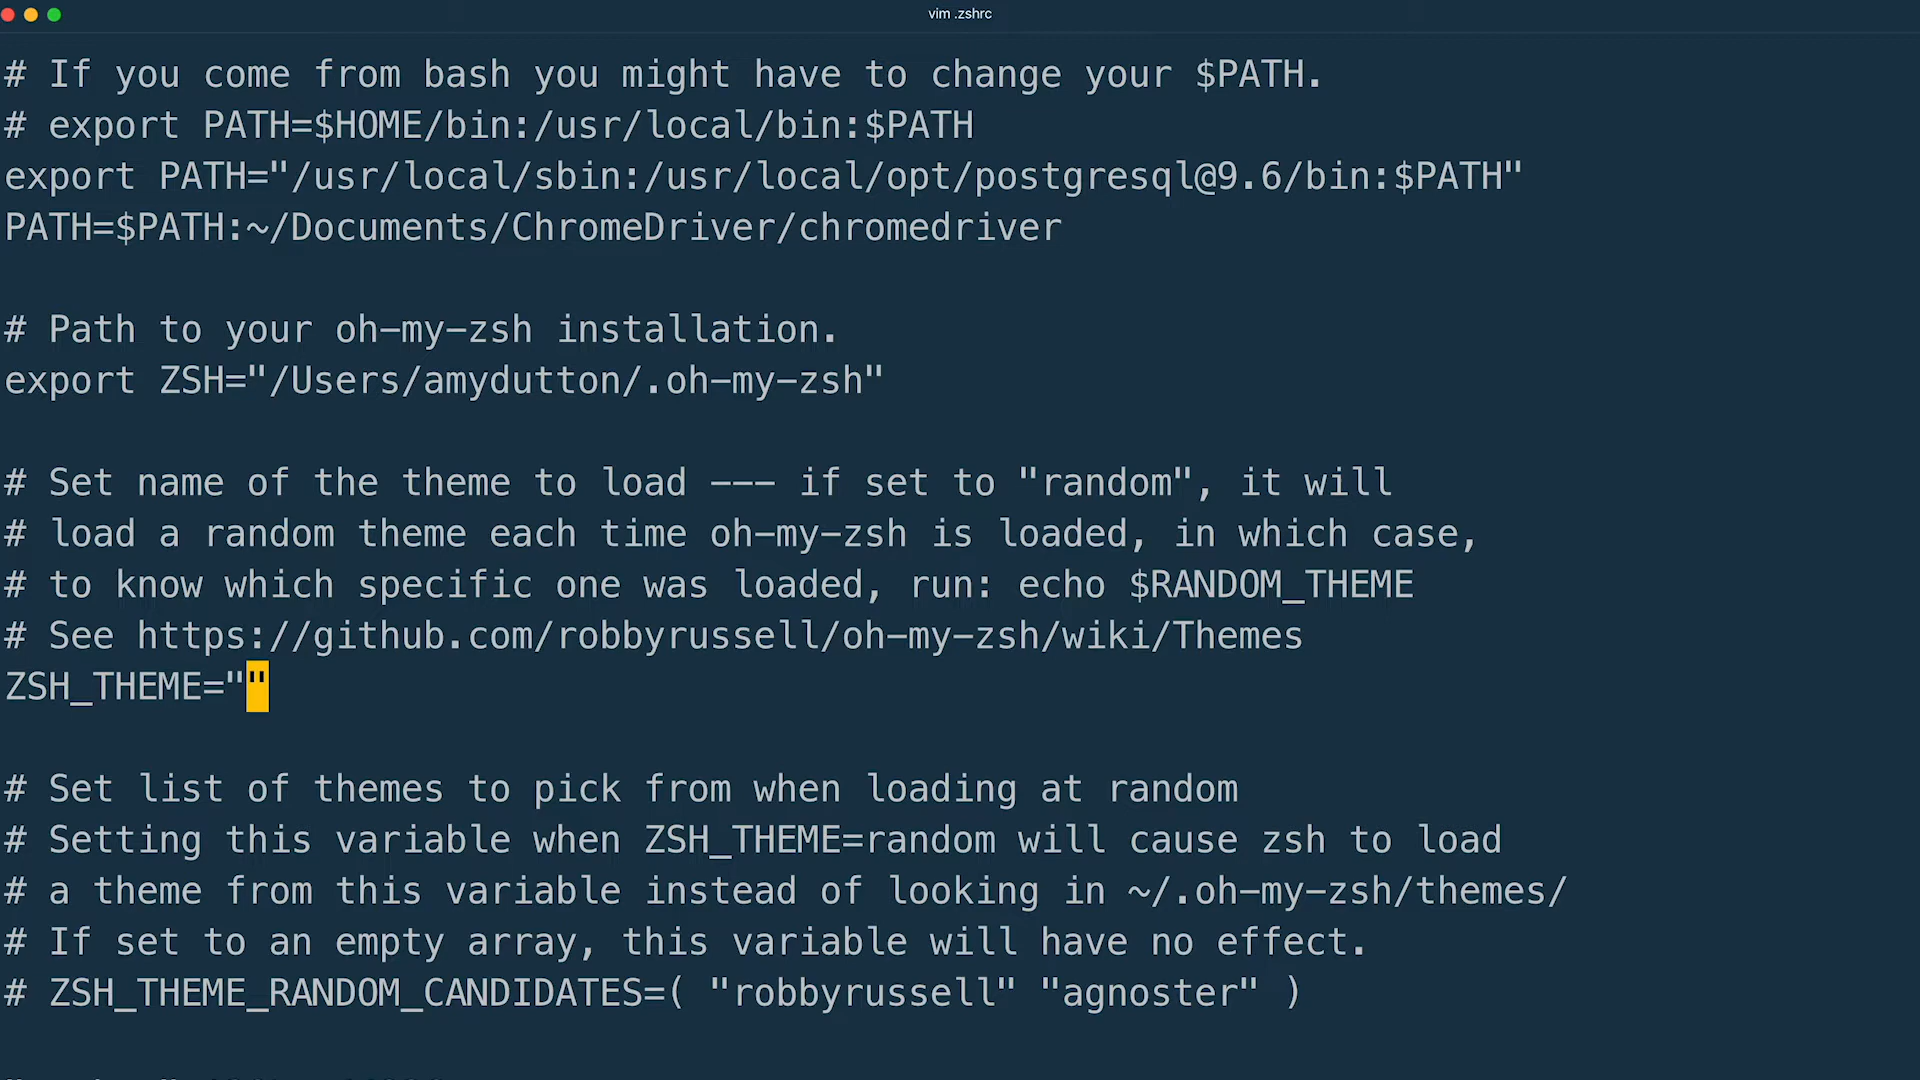 vim .zshrc
# If you come from bash you might have to change your $PATH.
# export PATH=$HOME/bin:/usr/local/bin:$PATH
export PATH="/usr/local/sbin:/usr/local/opt/postgresql@9.6/bin:$PATH"
PATH=$PATH:~/Documents/ChromeDriver/chromedriver
# Path to your oh-my-zsh installation.
export ZSH="/Users/amydutton/.oh-my-zsh"
# Set name of the theme to load --- if set to "random", it will
# load a random theme each time oh-my-zsh is loaded, in which case,
# to know which specific one was loaded, run: echo $RANDOM_THEME
# See https://github.com/robbyrussell/oh-my-zsh/wiki/Themes
ZSH_THEME=""
# Set list of themes to pick from when loading at random
# Setting this variable when ZSH_THEME=random will cause zsh to load
# a theme from this variable instead of looking in ~/.oh-my-zsh/themes/
# If set to an empty array, this variable will have no effect.
# ZSH_THEME_RANDOM_CANDIDATES=( "robbyrussell" "agnoster" )